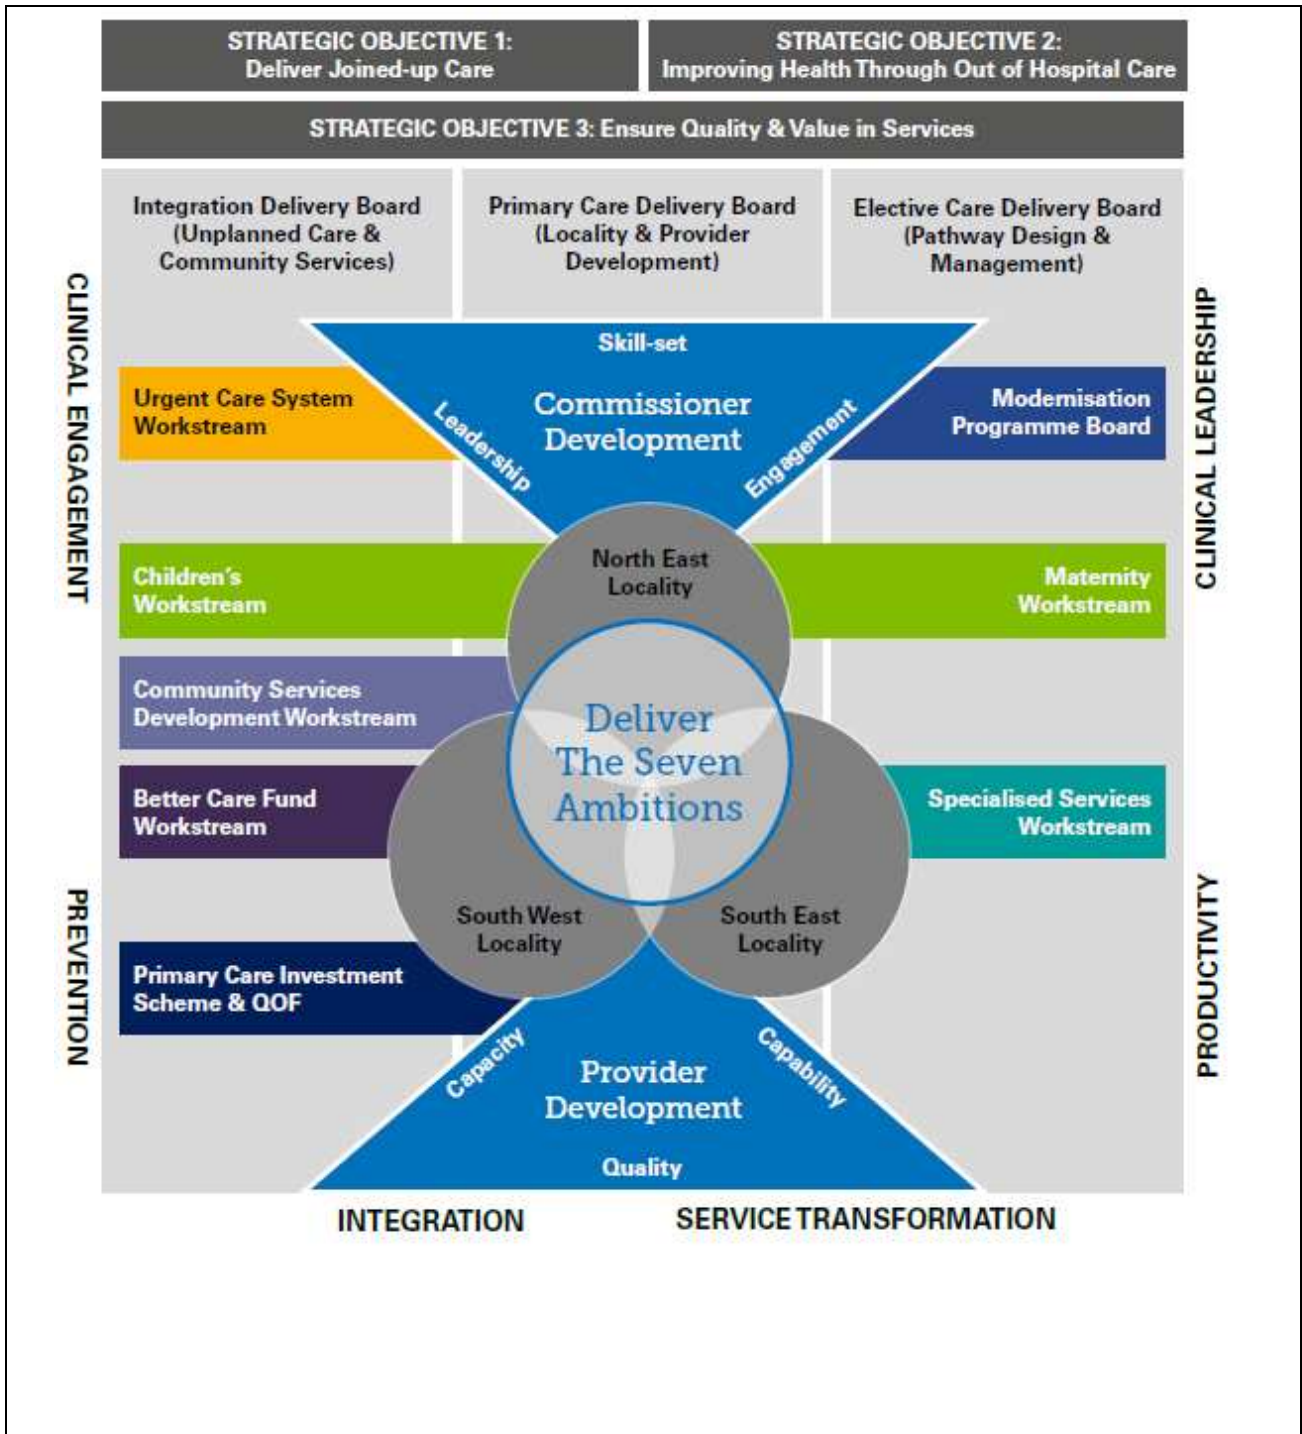 STRATEGIC OBJECTIVE 1:
Deliver Joined-up Care
STRATEGIC OBJECTIVE 2:
Improving Health Through Out of Hospital Care
STRATEGIC OBJECTIVE 3: Ensure Quality & Value in Services
Integration Delivery Board
(Unplanned Care &
Community Services)
Primary Care Delivery Board
(Locality & Provider
Development)
Elective Care Delivery Board
(Pathway Design &
Management)
CLINICAL ENGAGEMENT
PREVENTION
CLINICAL LEADERSHIP
PRODUCTIVITY
Skill-set
Commissioner
Development
Leadership
Engagement
Urgent Care System
Workstream
Modernisation
Programme Board
Children's
Workstream
North East
Locality
Maternity
Workstream
Community Services
Development Workstream
Deliver
The Seven
Ambitions
Better Care Fund
Workstream
Specialised Services
Workstream
South West
Locality
South East
Locality
Primary Care Investment
Scheme & QOF
Capacity
Capability
Provider
Development
Quality
INTEGRATION
SERVICE TRANSFORMATION